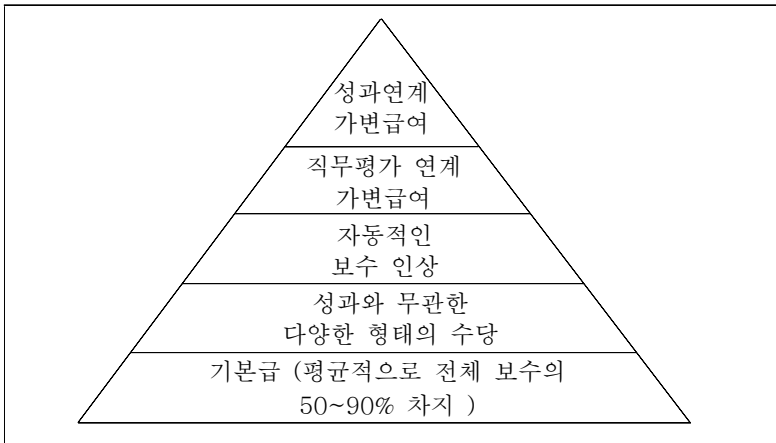 성과연계
가변급여
직무평가 연계
가변급여
자동적인
보수 인상
성과와 무관한
다양한 형태의 수당
기본급 (평균적으로 전체 보수의
50~90% 차지 )